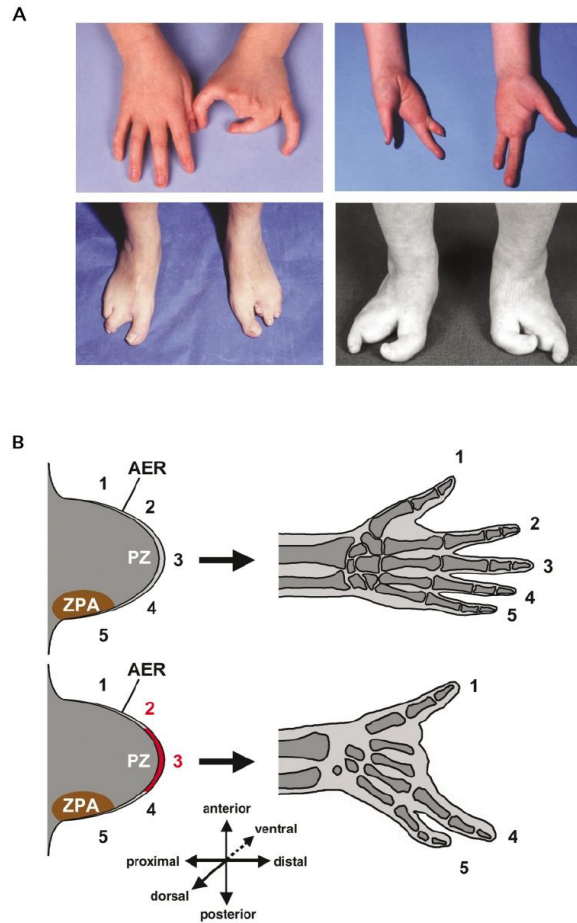 A
B
AER
1
2
PZ
3
ZPA
4
5
1
2
3
4
5
AER
1
2
PZ
3
ZPA
4
5
1
4
5
anterior
ventral
proximal
distal
dorsal
posterior